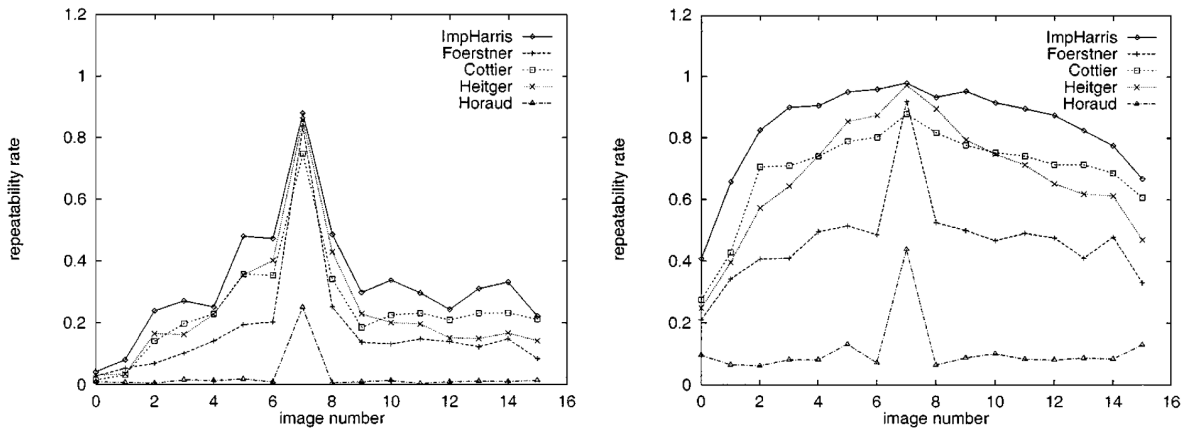 1.2
1
0.8
0.6
0.4
0.2
0
repeatability rate
ImpHarris
Foerstner
Cottier
Heitger
Horaud
0 2 4 6 8 10 12 14 16
image number
1.2
1
0.8
0.6
0.4
0.2
0
repeatability rate
ImpHarris
Foerstner
Cottier
Heitger
Horaud
0 2 4 6 8 10 12 14 16
image number